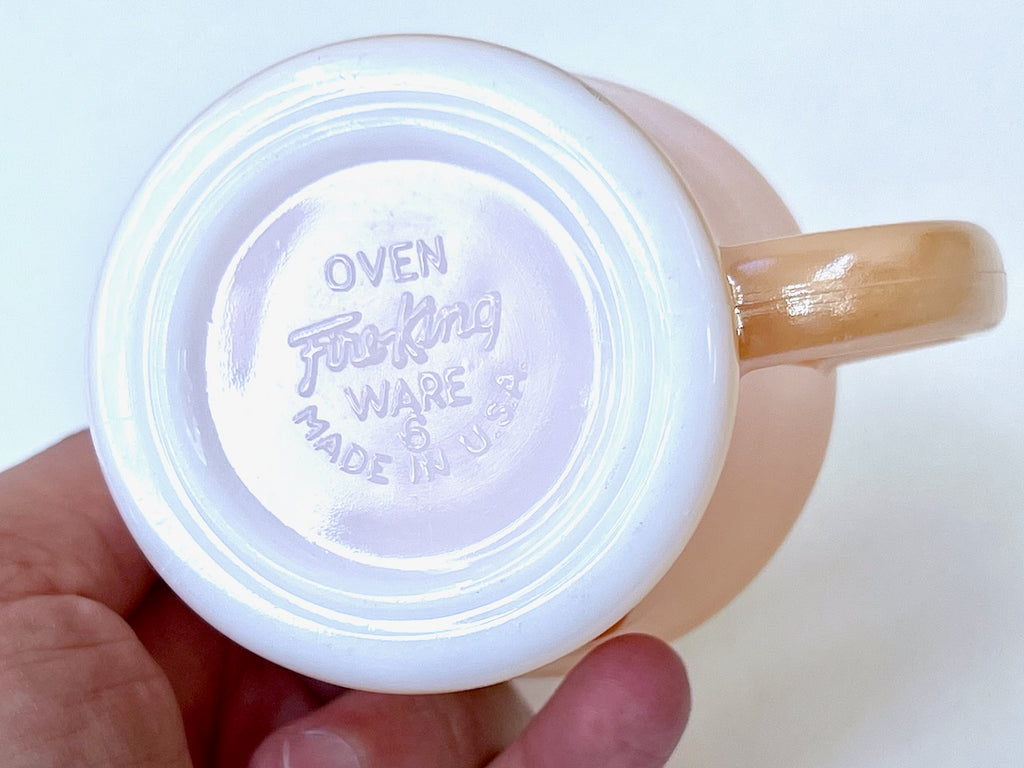 OVEN
Fire-King
WARE
6
MADE IN U.S.A.